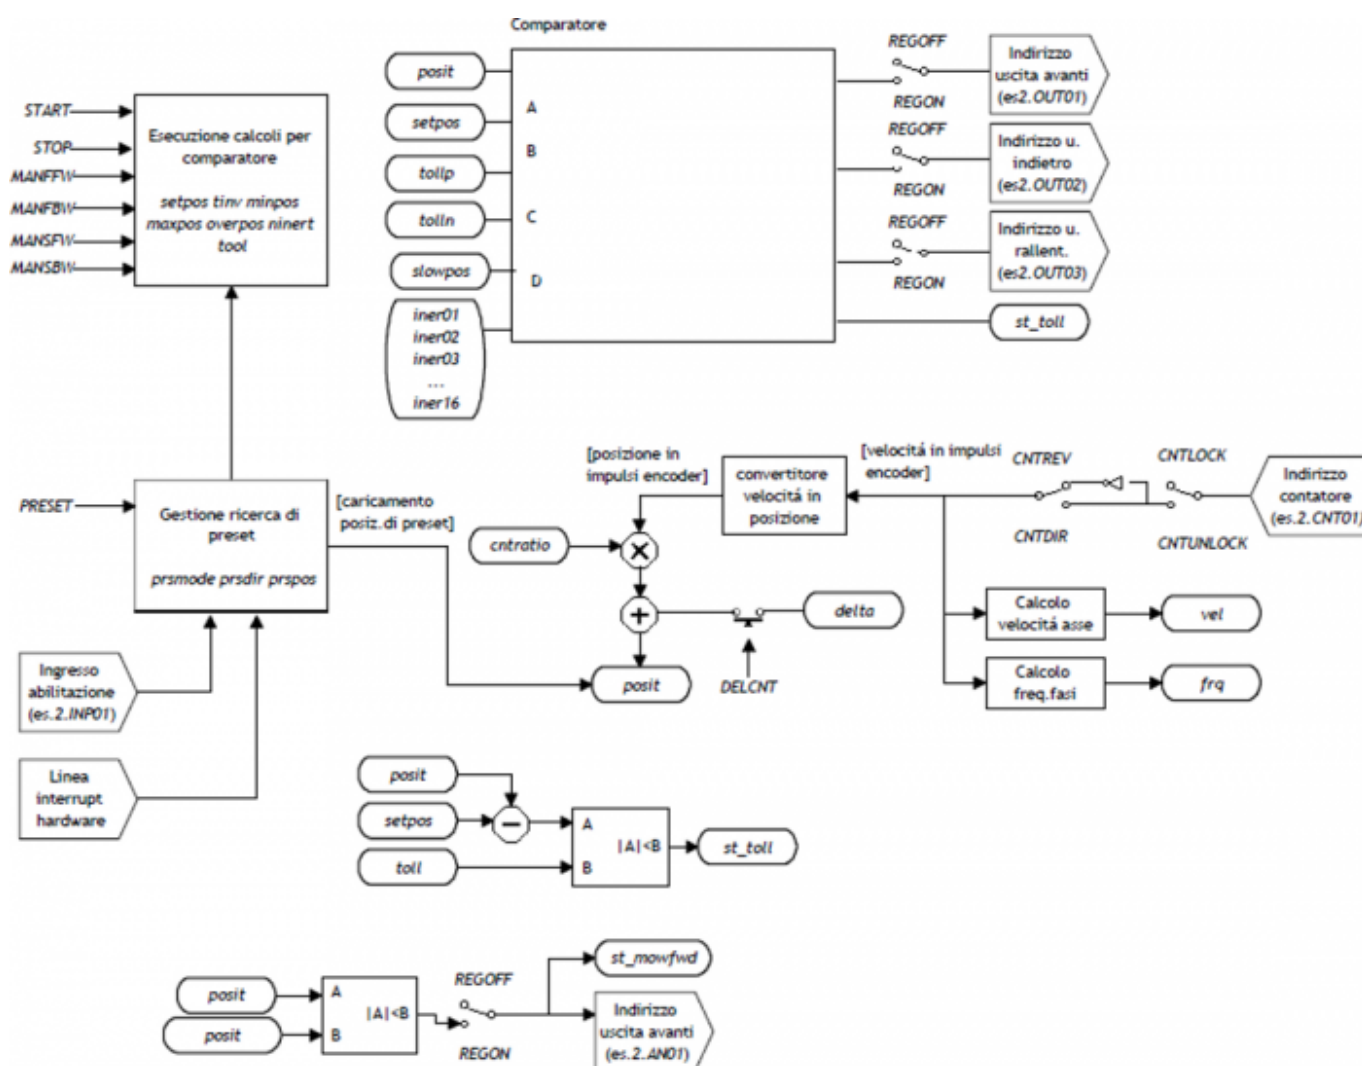 Comparatore
START
STOP
MANFFW
MANFBW
MANSFW
MANSBW
Esecuzione calcoli per
comparatore
setpos tinv minpos
maxpos overpos ninert
tool
posit
setpos
tollp
tolln
slowpos
iner01
iner02
iner03
...
iner16
A
B
C
D
REGOFF
REGON
Indirizzo
uscita avanti
(es2.OUT01)
REGOFF
REGON
Indirizzo u.
indietro
(es2.OUT02)
REGOFF
REGON
Indirizzo u.
rallent.
(es2.OUT03)
st_toll
PRESET
Gestione ricerca di
preset
prsmode prsdir prspos
[caricamento
posiz.di preset]
Ingresso
abilitazione
(es.2.INP01)
Linea
interrupt
hardware
[posizione in
impulsi encoder]
convertitore
velocitá in
posizione
[velocitá in impulsi
encoder]
CNTREV
CNTDIR
CNTLOCK
CNTUNLOCK
Indirizzo
contatore
(es.2.CNT01)
cntratio
delta
DELCNT
posit
Calcolo
velocitá asse
vel
Calcolo
freq.fasi
frq
posit
setpos
toll
A
B
|A|<B
st_toll
posit
posit
A
B
|A|<B
REGOFF
REGON
st_mowfwd
Indirizzo
uscita avanti
(es.2.AN01)